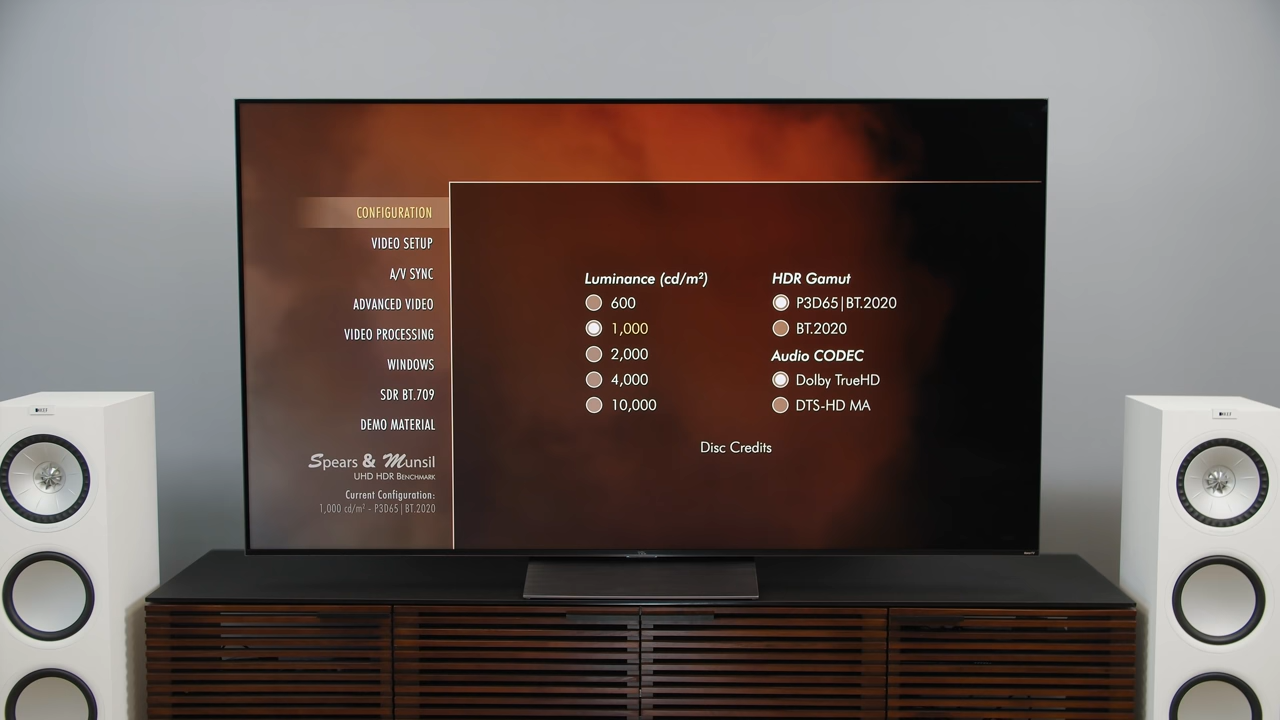 CONFIGURATION
VIDEO SETUP
A/V SYNC
ADVANCED VIDEO
VIDEO PROCESSING
WINDOWS
SDR BT.709
DEMO MATERIAL
Spears & Munsil
UHD HDR BENCHMARK
Current Configuration:
1,000 cd/m² - P3D65|BT.2020
Luminance (cd/m²)
600
1,000
2,000
4,000
10,000
HDR Gamut
P3D65|BT.2020
BT.2020
Audio CODEC
Dolby TrueHD
DTS-HD MA
Disc Credits
KEF
KEF